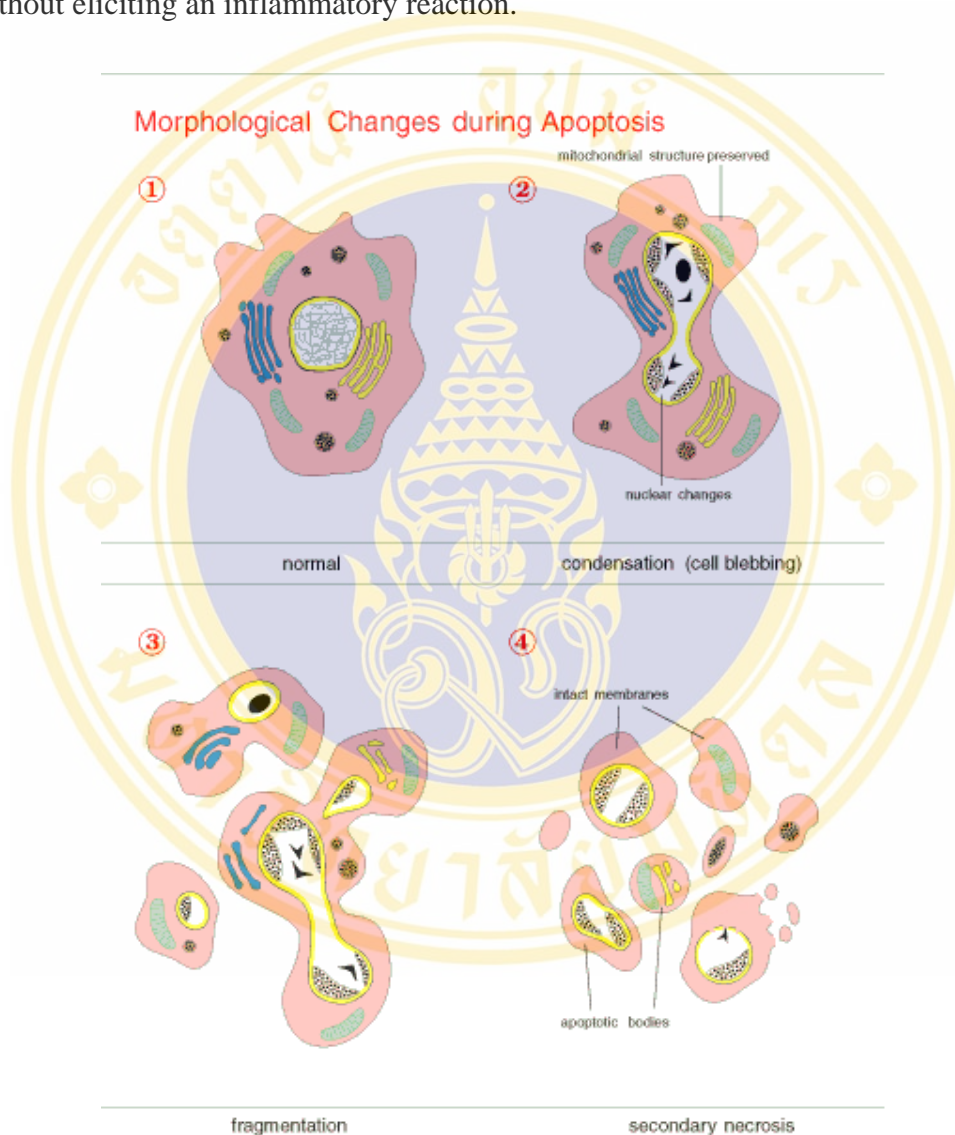 thout eliciting an inflammatory reaction.
Morphological Changes during Apoptosis
mitochondrial structure preserved
①
②
nuclear changes
normal
condensation (cell blebbing)
③
④
intact membranes
apoptotic bodies
fragmentation
secondary necrosis